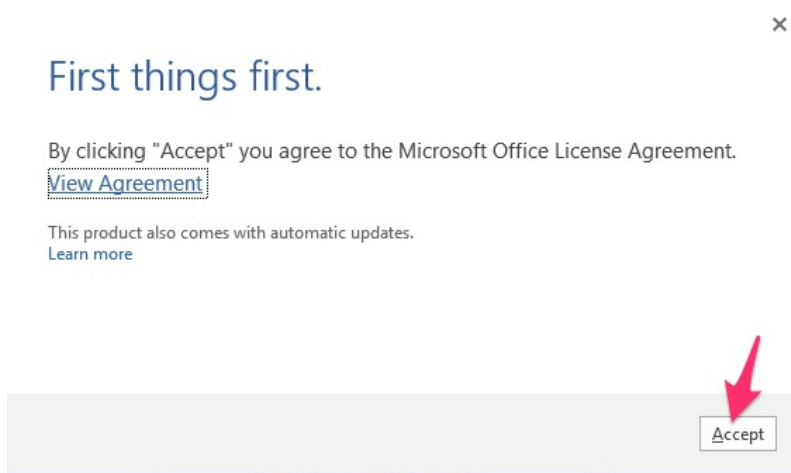 First things first.
By clicking "Accept" you agree to the Microsoft Office License Agreement.
View Agreement
This product also comes with automatic updates.
Learn more
Accept